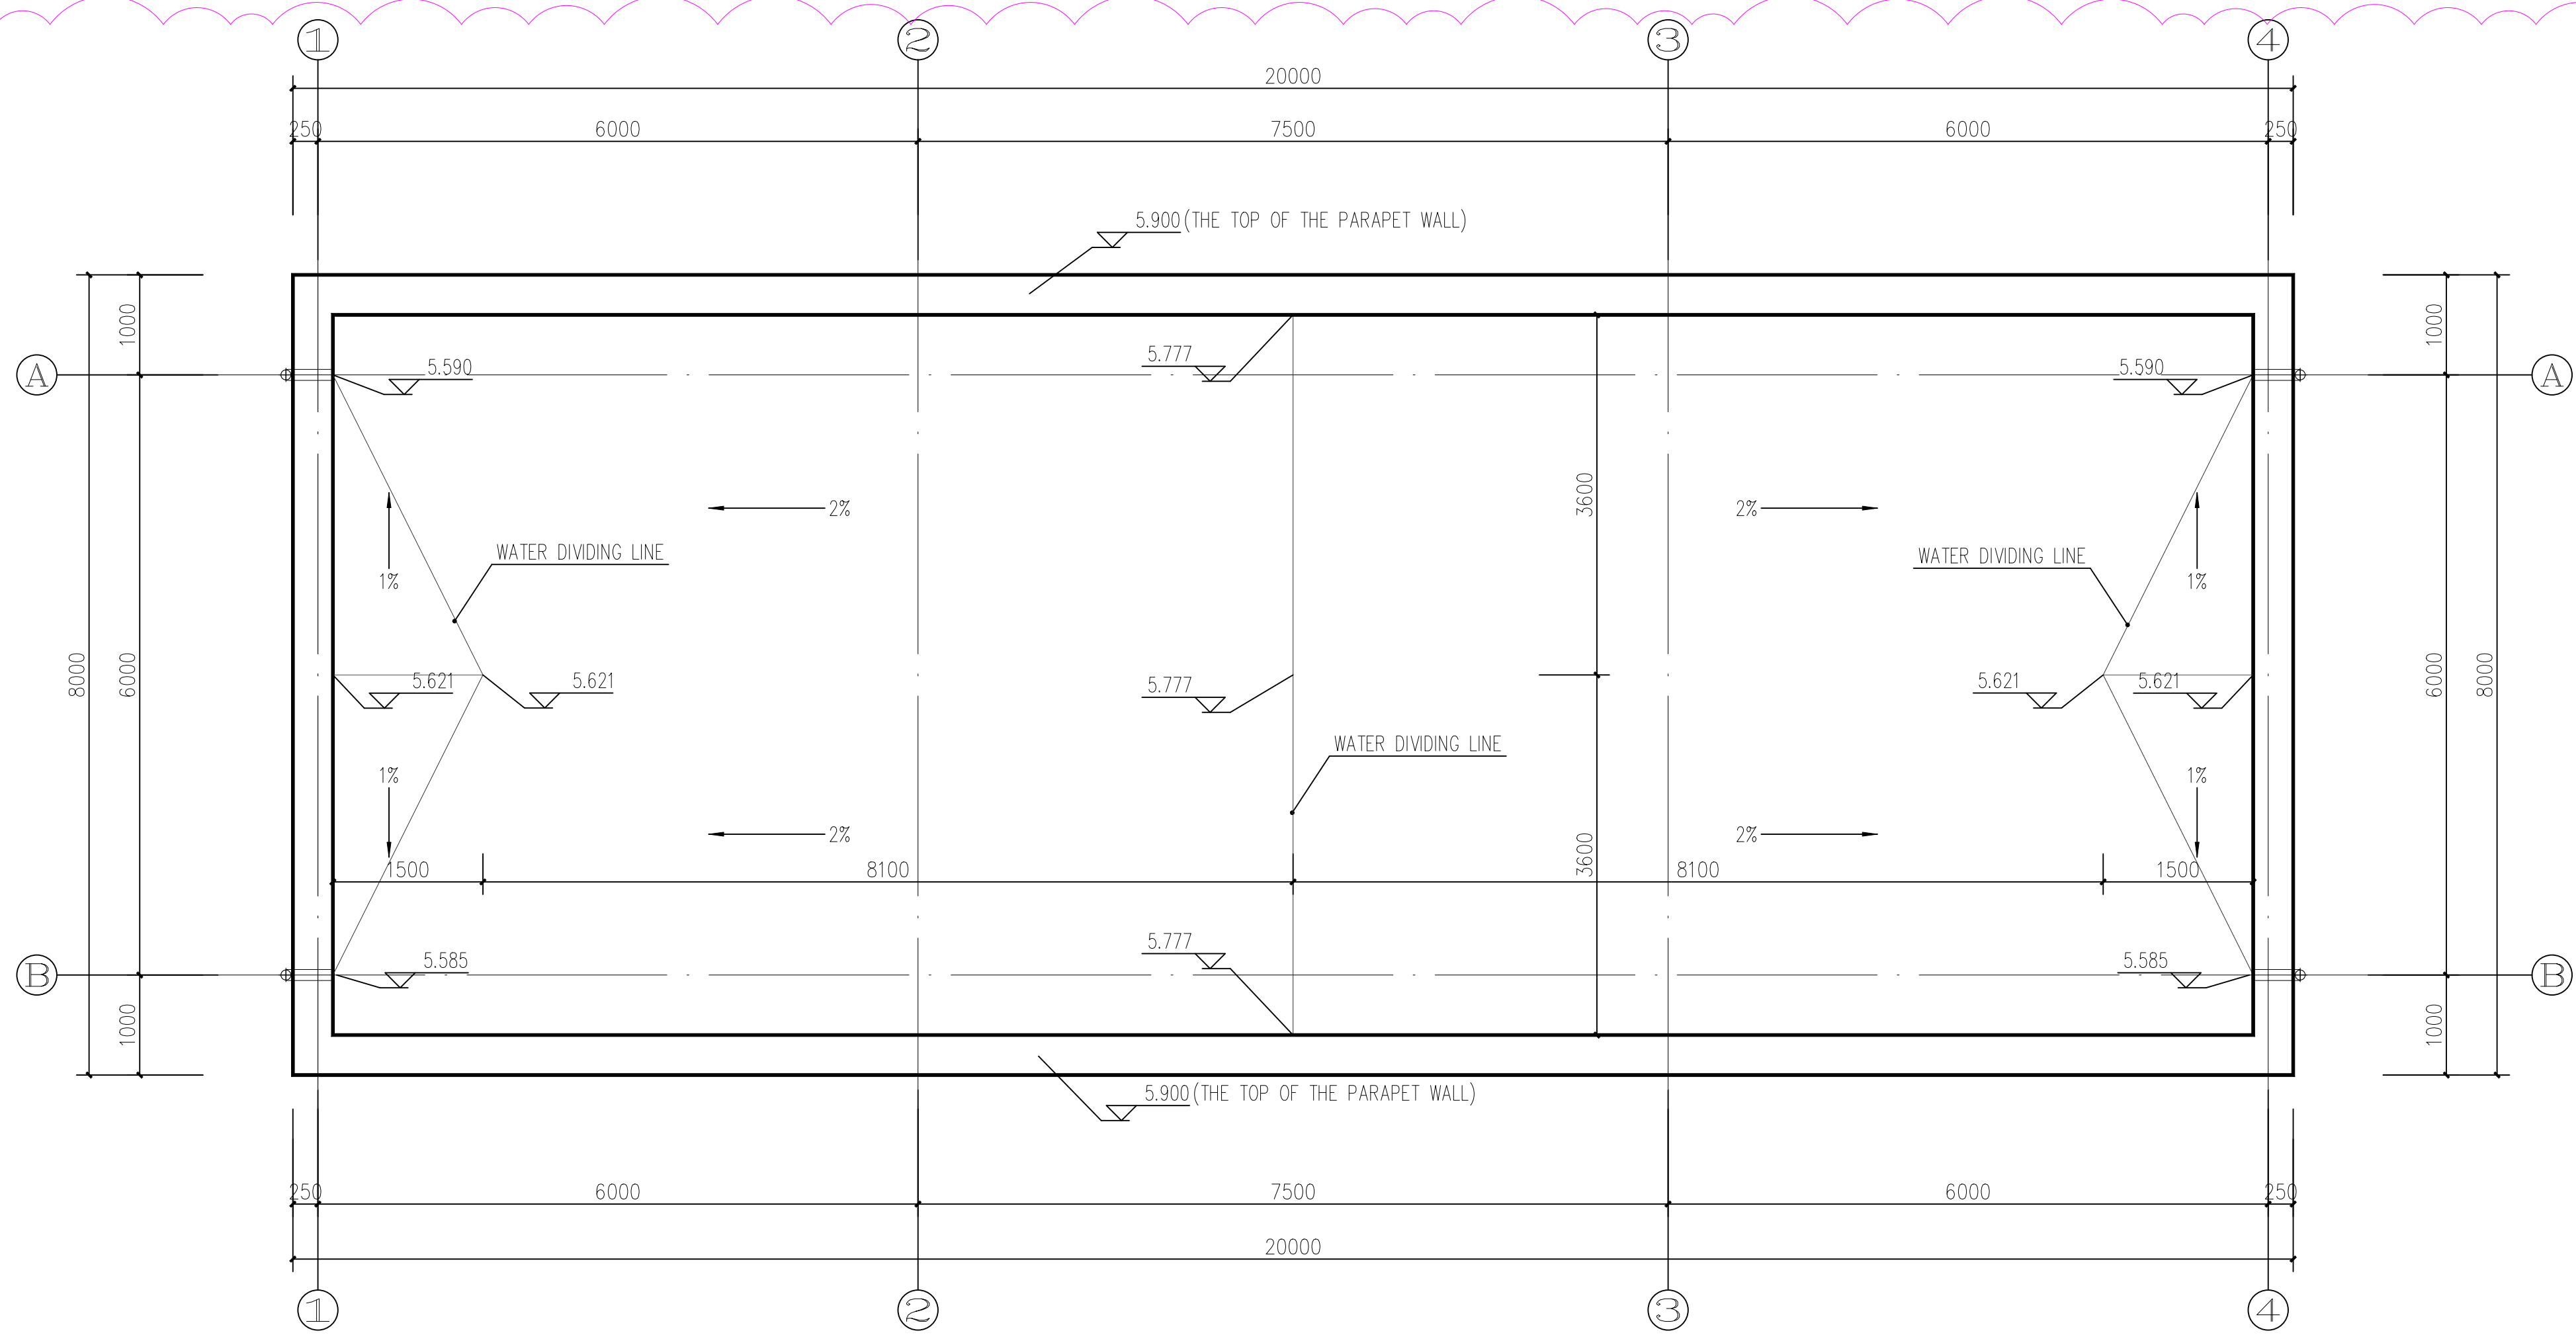 1 2 3 4
20000
250 6000 7500 6000 250
5.900(THE TOP OF THE PARAPET WALL)
1000 1000
A 5.590 5.777 5.590 A
3600
2% 2%
WATER DIVIDING LINE WATER DIVIDING LINE
1% 1%
8000 6000 5.621 5.621 5.777 5.621 5.621 6000 8000
WATER DIVIDING LINE
1% 1%
2% 2%
3600
1500 8100 8100 1500
5.777
B 5.585 5.585 B
1000 1000
5.900(THE TOP OF THE PARAPET WALL)
250 6000 7500 6000 250
20000
1 2 3 4